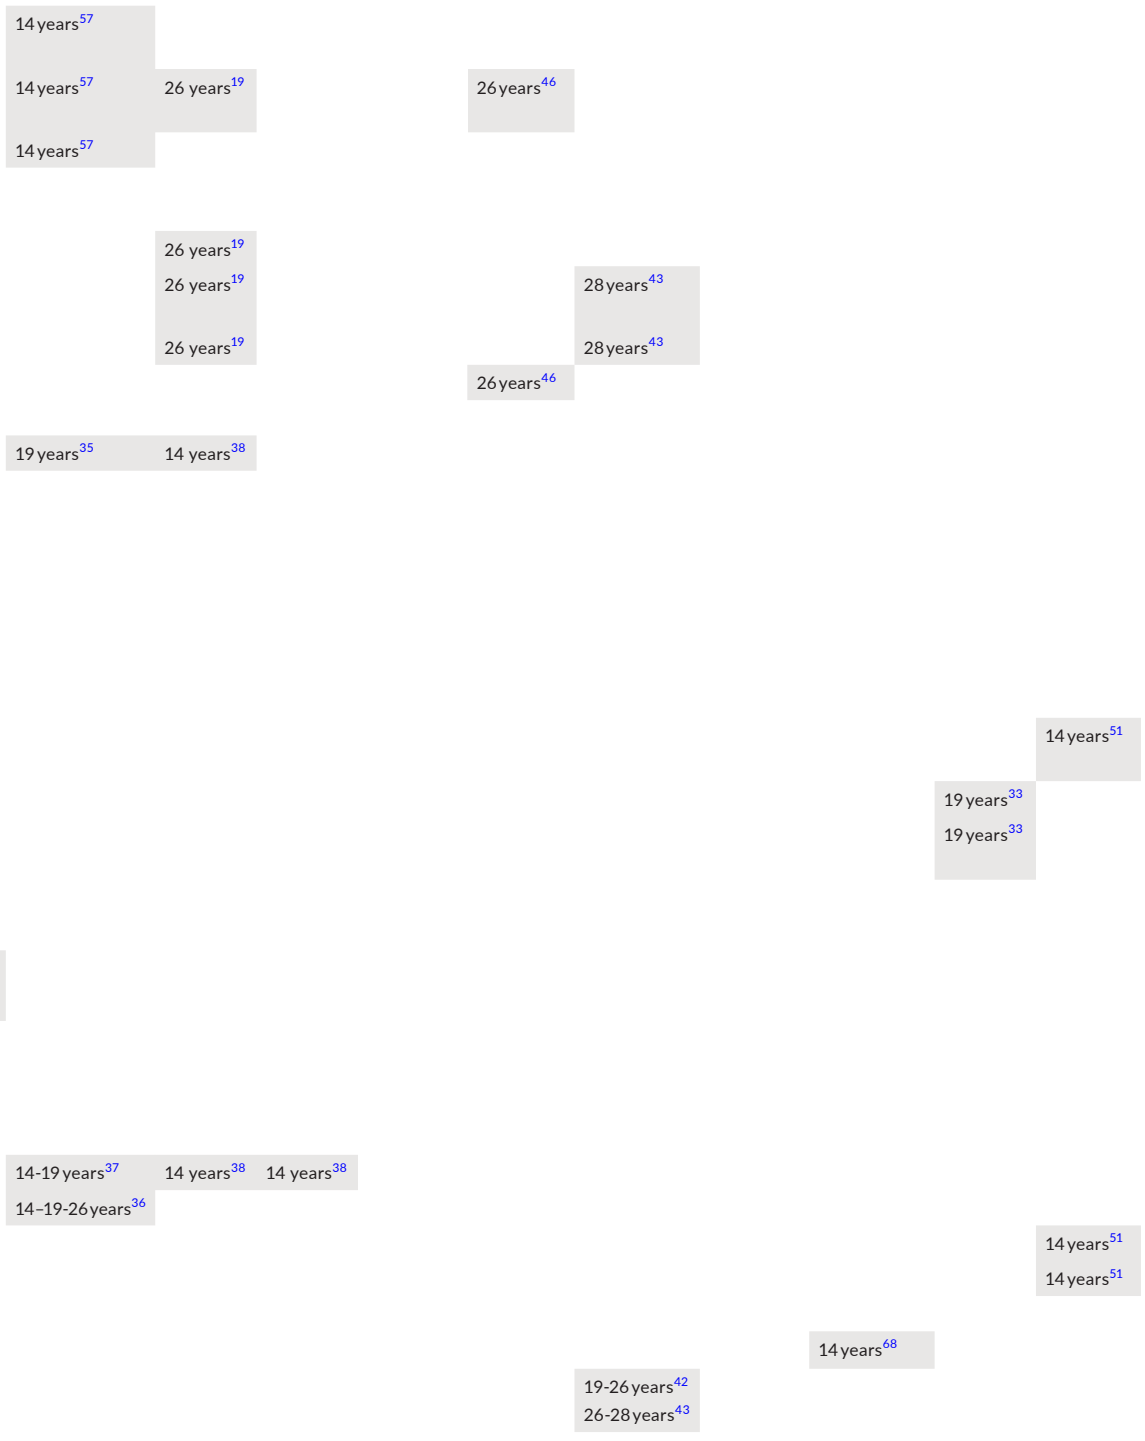 14 years57
14 years57 26 years19 26 years46
14 years57
26 years19
26 years19 28 years43
26 years19 28 years43
26 years46
19 years35 14 years38
14 years51
19 years33
19 years33
14-19 years37 14 years38 14 years38
14–19-26 years36
14 years51
14 years51
14 years68
19-26 years42
26-28 years43